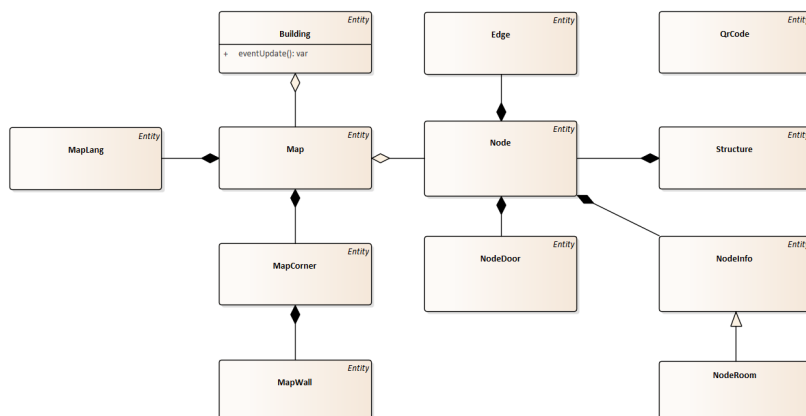 Entity
Building
+ eventUpdate(): var
Entity
Edge
Entity
QrCode
Entity
MapLang
Entity
Map
Entity
Node
Entity
Structure
Entity
MapCorner
Entity
NodeDoor
Entity
NodeInfo
Entity
MapWall
NodeRoom